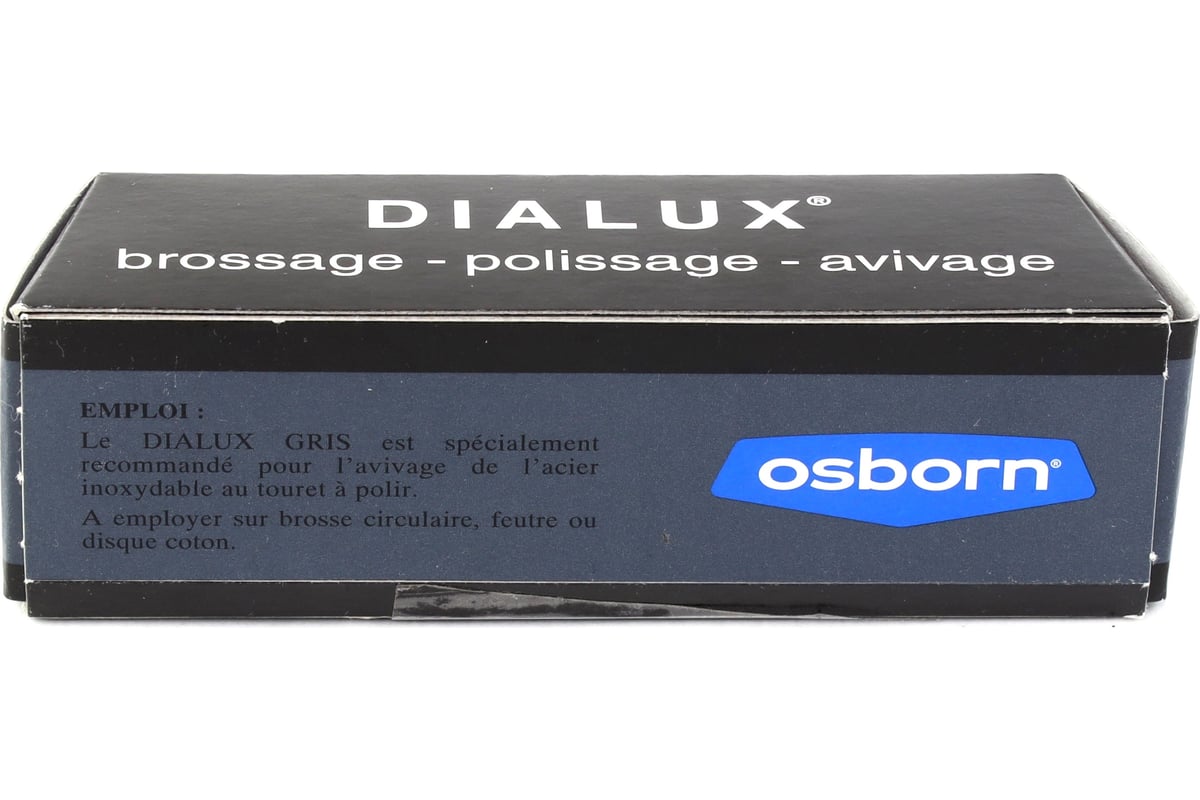 DIALUX®
brossage - polissage - avivage
EMPLOI :
Le DIALUX GRIS est spécialement
recommandé pour l'avivage de l'acier
inoxydable au touret à polir.
A employer sur brosse circulaire, feutre ou
disque coton.
osborn®